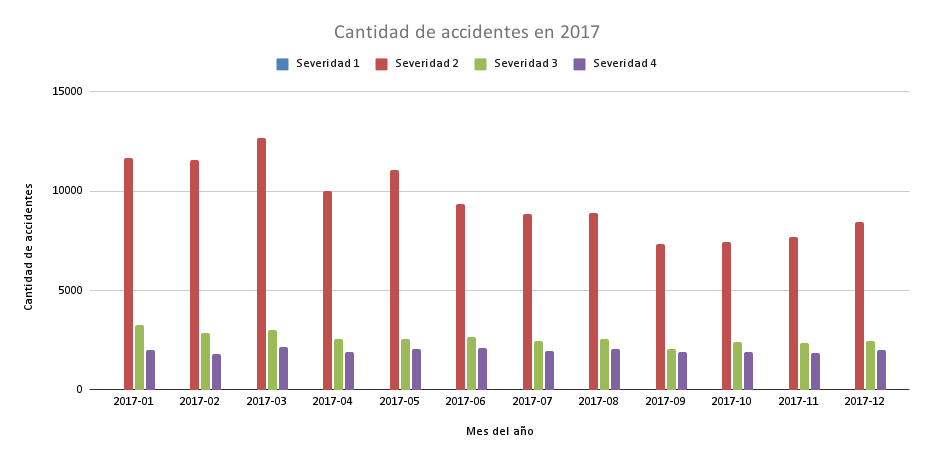 Cantidad de accidentes en 2017
Severidad 1 Severidad 2 Severidad 3 Severidad 4
15000
10000
5000
0
Cantidad de accidentes
2017-01 2017-02 2017-03 2017-04 2017-05 2017-06 2017-07 2017-08 2017-09 2017-10 2017-11 2017-12
Mes del año